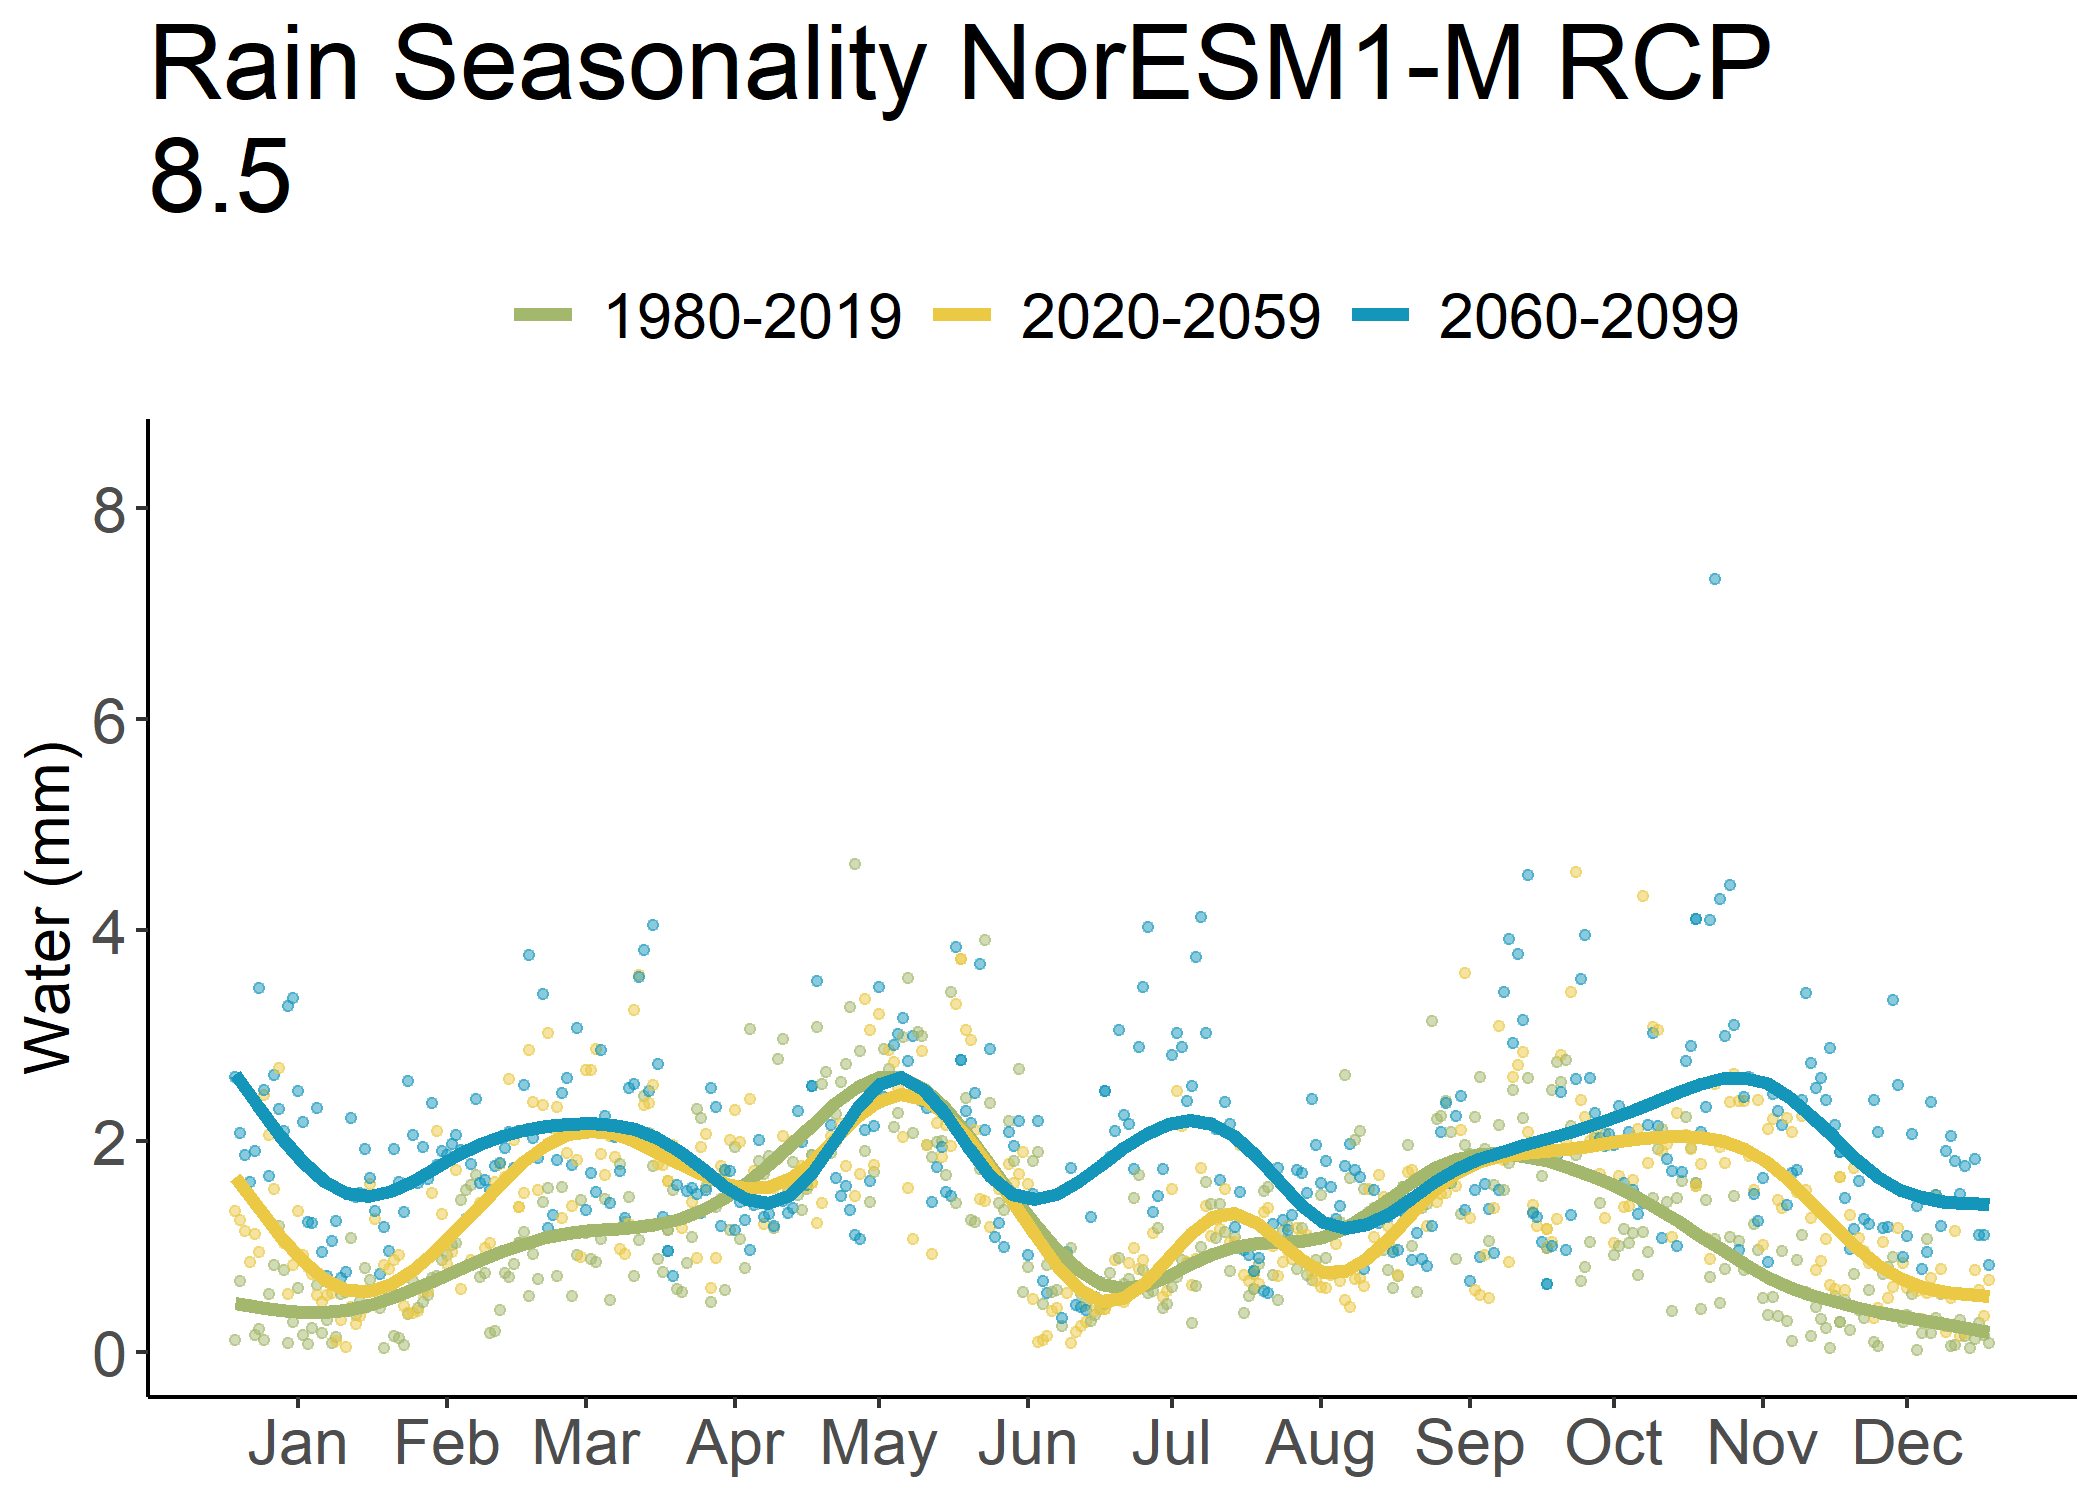 Rain Seasonality NorESM1-M RCP
8.5
1980-2019 2020-2059 2060-2099
8
6
4
2
0
Water (mm)
Jan Feb Mar Apr May Jun Jul Aug Sep Oct Nov Dec